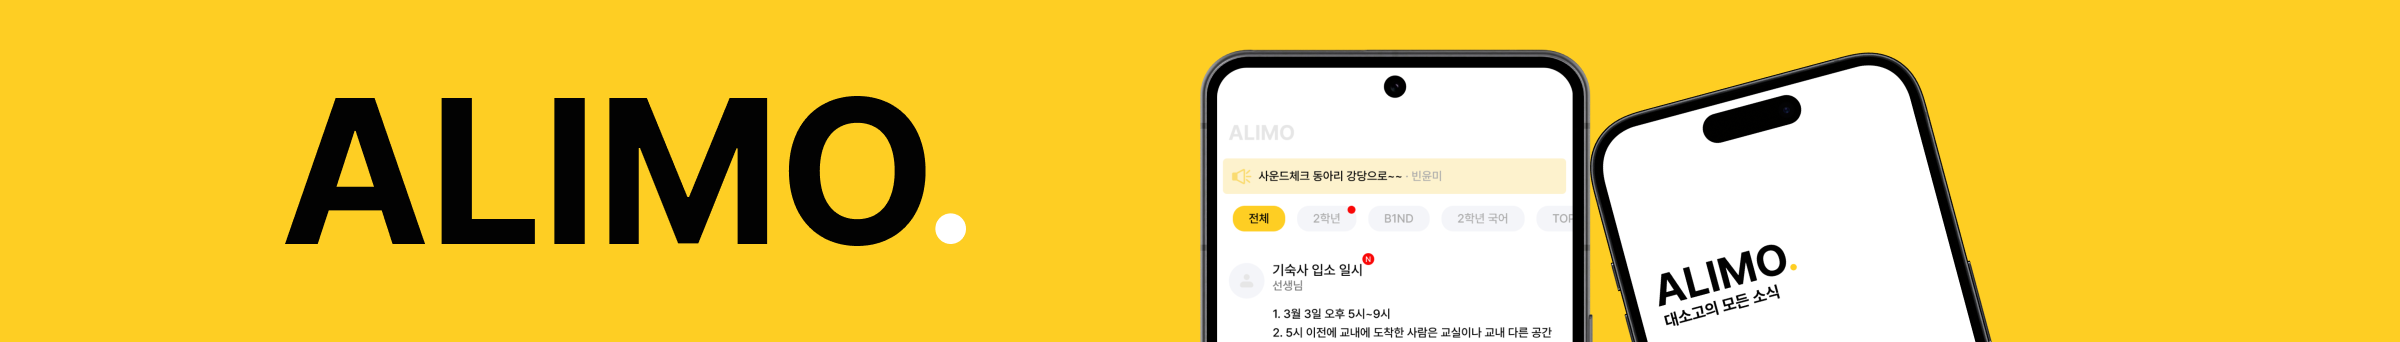 ALIMO.
ALIMO
사운드체크 동아리 강당으로~~ · 빈윤미
전체 2학년 B1ND 2학년 국어 TOP
기숙사 입소 일시 N
선생님
1. 3월 3일 오후 5시~9시
2. 5시 이전에 교내에 도착한 사람은 교실이나 교내 다른 공간
ALIMO.
대소고의 모든 소식